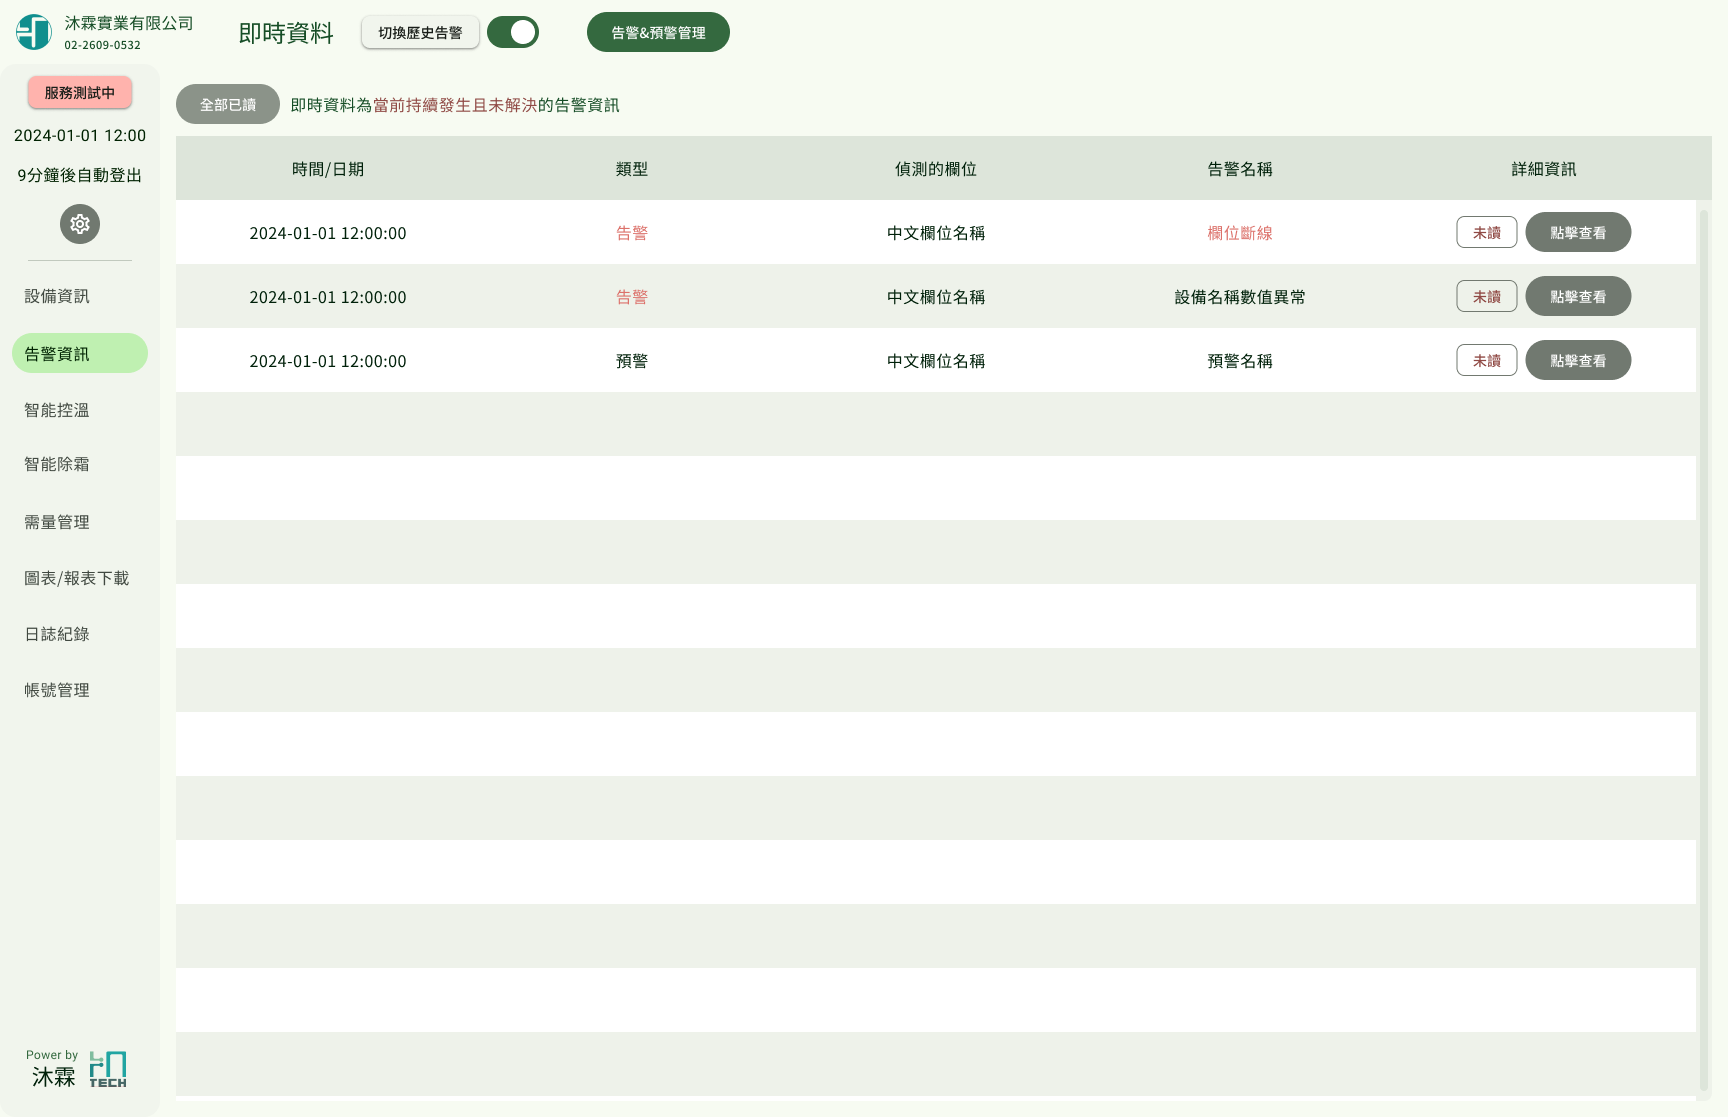 沐霖實業有限公司
02-2609-0532
即時資料
切換歷史告警
告警&預警管理
服務測試中
2024-01-01 12:00
9分鐘後自動登出
設備資訊
告警資訊
智能控溫
智能除霜
需量管理
圖表/報表下載
日誌紀錄
帳號管理
Power by
沐霖
TECH
全部已讀 即時資料為當前持續發生且未解決的告警資訊
時間/日期 類型 偵測的欄位 告警名稱 詳細資訊
2024-01-01 12:00:00 告警 中文欄位名稱 欄位斷線 未讀 點擊查看
2024-01-01 12:00:00 告警 中文欄位名稱 設備名稱數值異常 未讀 點擊查看
2024-01-01 12:00:00 預警 中文欄位名稱 預警名稱 未讀 點擊查看